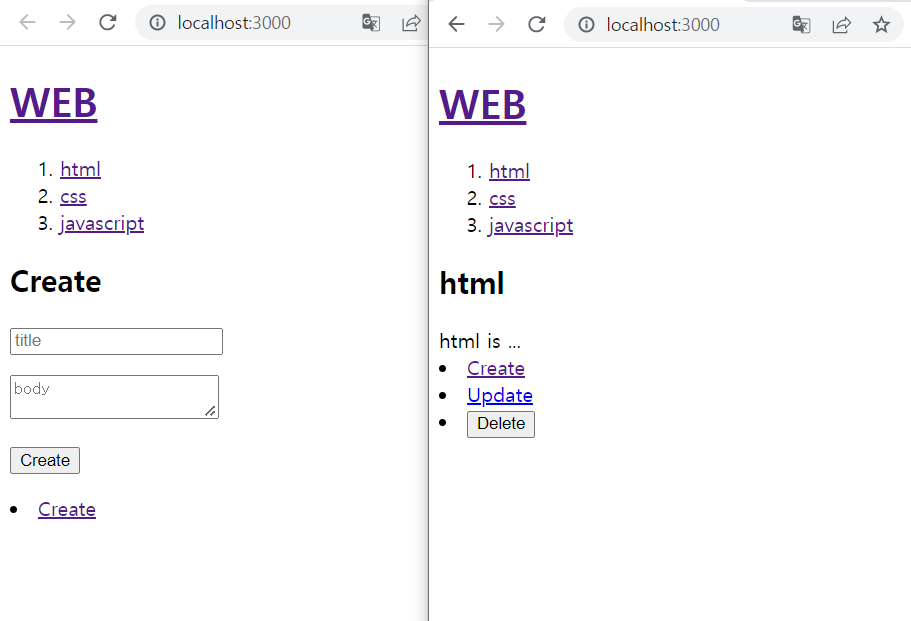 localhost:3000
WEB
1. html
2. css
3. javascript
Create
title
body
Create
Create
localhost:3000
WEB
1. html
2. css
3. javascript
html
html is ...
Create
Update
Delete